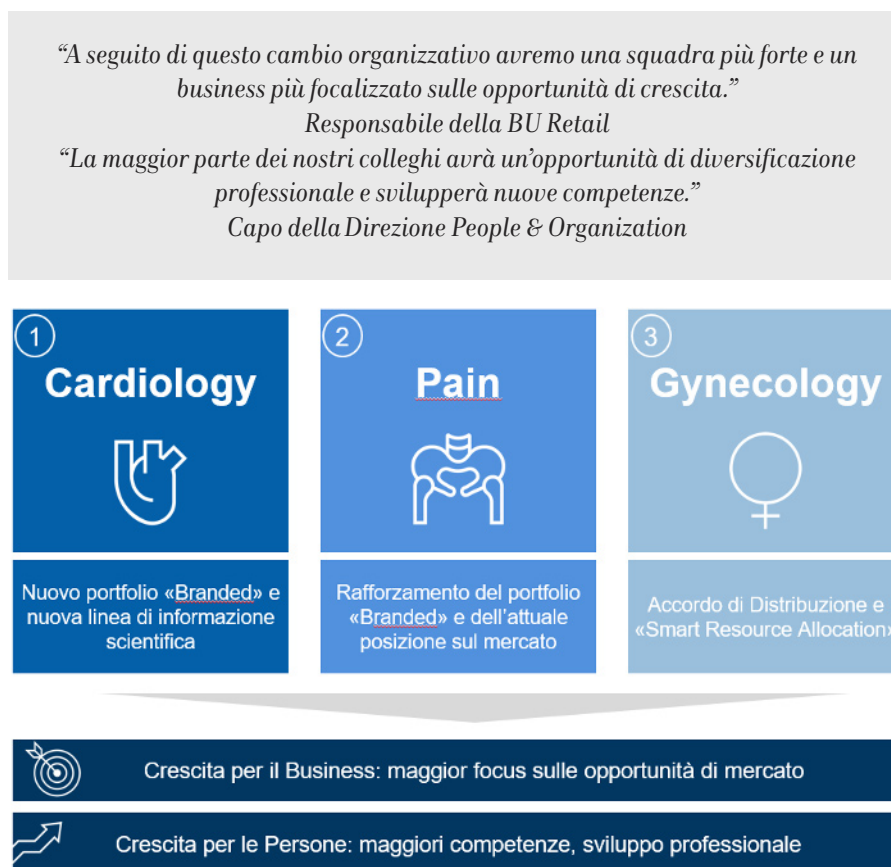 “A seguito di questo cambio organizzativo avremo una squadra più forte e un
business più focalizzato sulle opportunità di crescita.”
Responsabile della BU Retail
“La maggior parte dei nostri colleghi avrà un’opportunità di diversificazione
professionale e svilupperà nuove competenze.”
Capo della Direzione People & Organization
1
Cardiology
Nuovo portfolio «Branded» e
nuova linea di informazione
scientifica
2
Pain
Rafforzamento del portfolio
«Branded» e dell’attuale
posizione sul mercato
3
Gynecology
Accordo di Distribuzione e
«Smart Resource Allocation»
Crescita per il Business: maggior focus sulle opportunità di mercato
Crescita per le Persone: maggiori competenze, sviluppo professionale